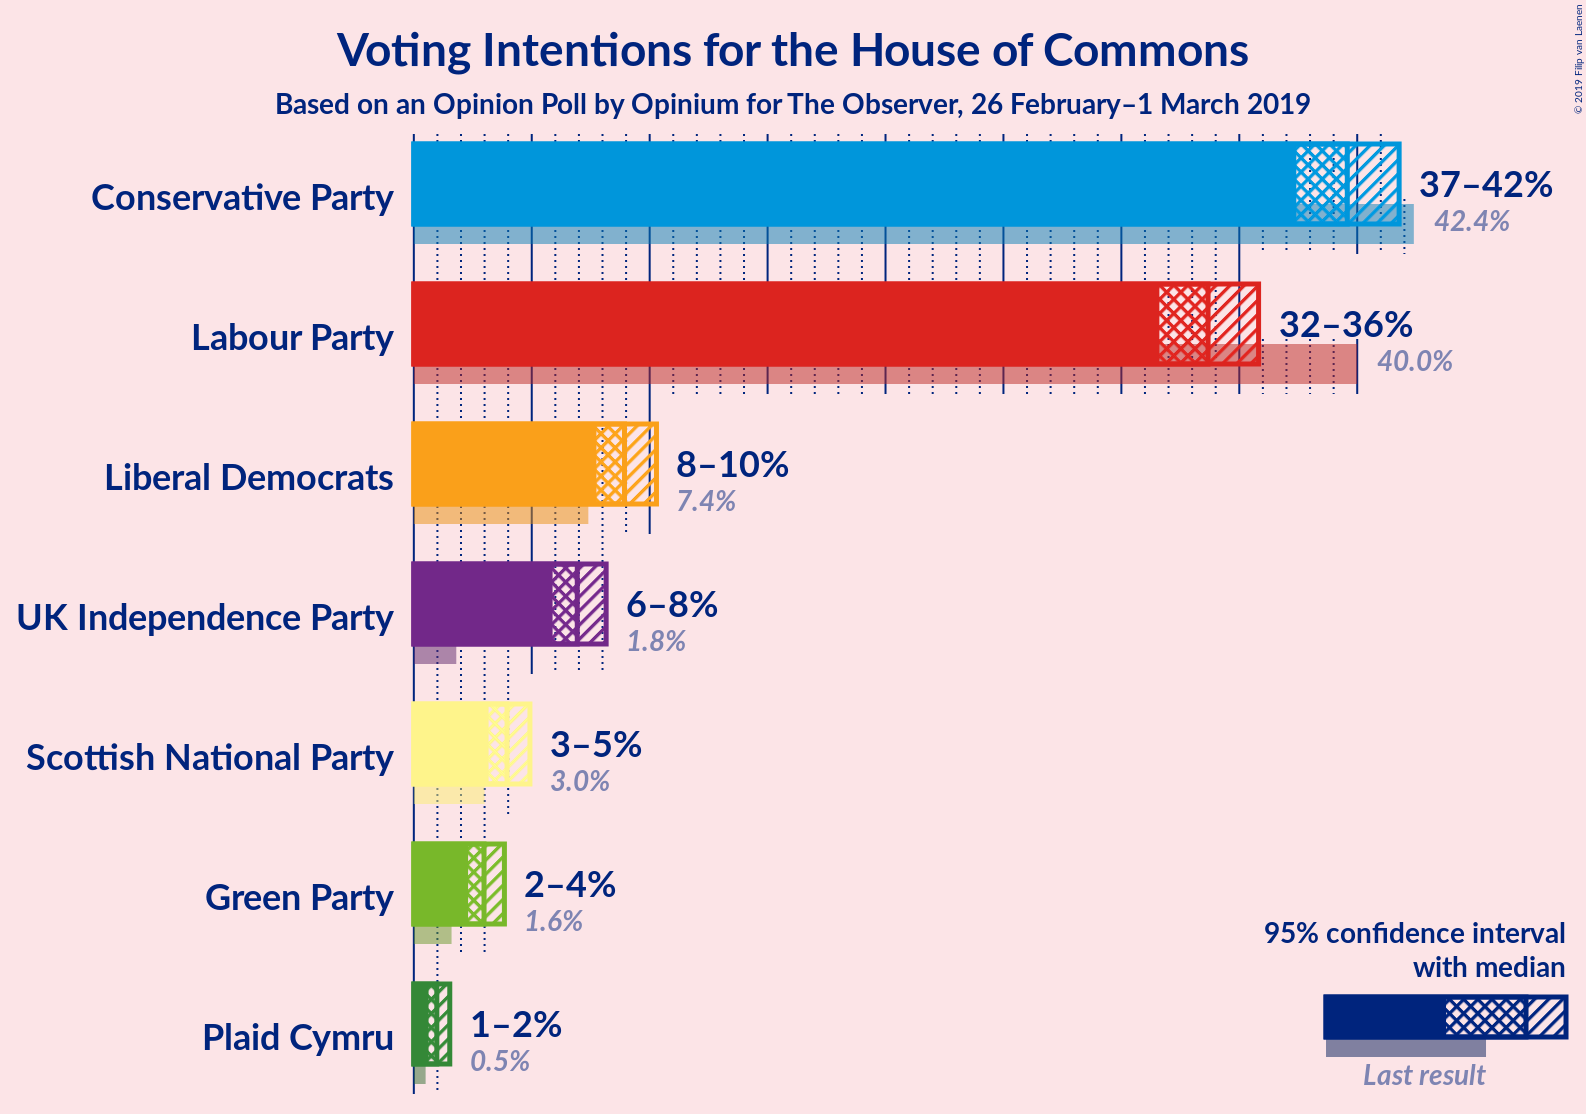 Voting Intentions for the House of Commons
Based on an Opinion Poll by Opinium for The Observer, 26 February–1 March 2019
© 2019 Filip van Laenen
Conservative Party
37–42%
42.4%
Labour Party
32–36%
40.0%
Liberal Democrats
8–10%
7.4%
UK Independence Party
6–8%
1.8%
Scottish National Party
3–5%
3.0%
Green Party
2–4%
1.6%
Plaid Cymru
1–2%
0.5%
95% confidence interval
with median
Last result